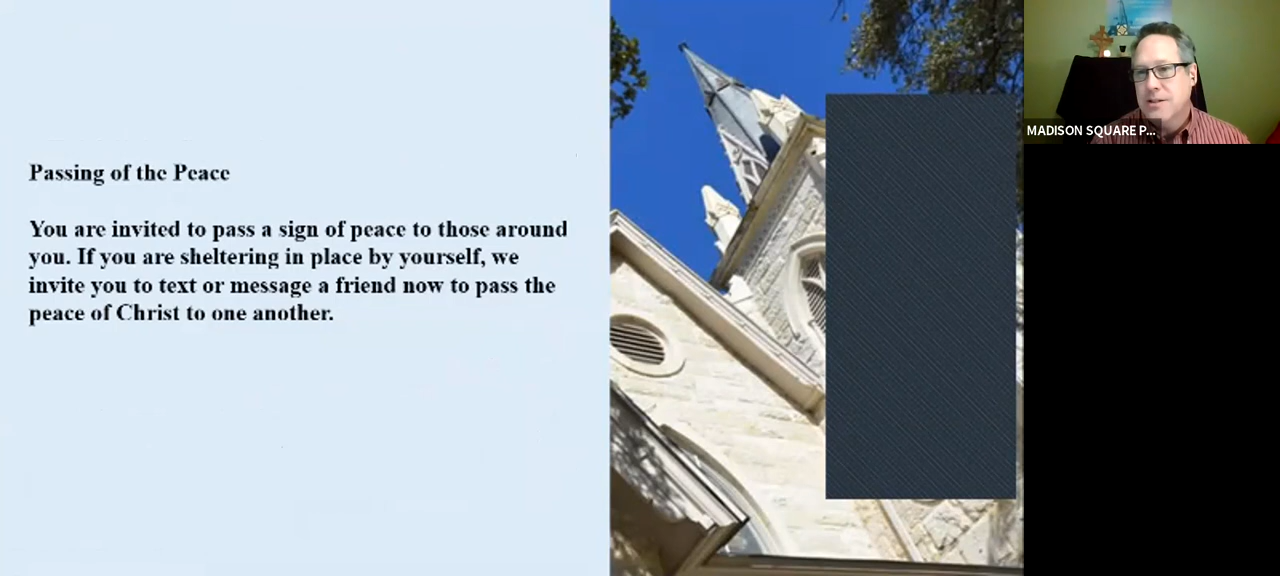 Passing of the Peace
You are invited to pass a sign of peace to those around
you. If you are sheltering in place by yourself, we
invite you to text or message a friend now to pass the
peace of Christ to one another.
MADISON SQUARE P...